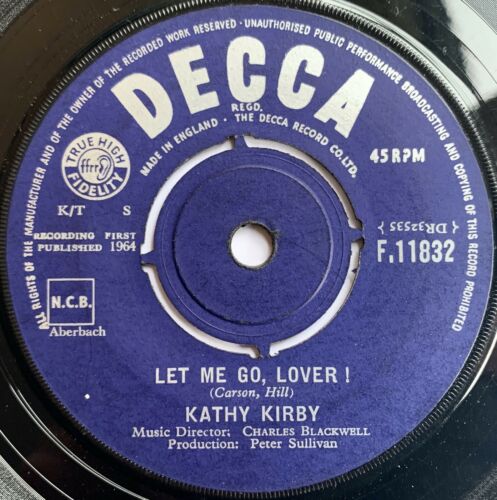 ALL RIGHTS OF THE MANUFACTURER AND OF THE OWNER OF THE RECORDED WORK RESERVED · UNAUTHORISED PUBLIC PERFORMANCE BROADCASTING AND COPYING OF THIS RECORD PROHIBITED
DECCA
REGD.
MADE IN ENGLAND · THE DECCA RECORD CO. LTD.
TRUE HIGH
ffrr
FIDELITY
45 RPM
K/T S
RECORDING FIRST
PUBLISHED 1964
{ DR32535 }
F.11832
N.C.B.
Aberbach
LET ME GO, LOVER !
(Carson, Hill)
KATHY KIRBY
Music Director; CHARLES BLACKWELL
Production: Peter Sullivan